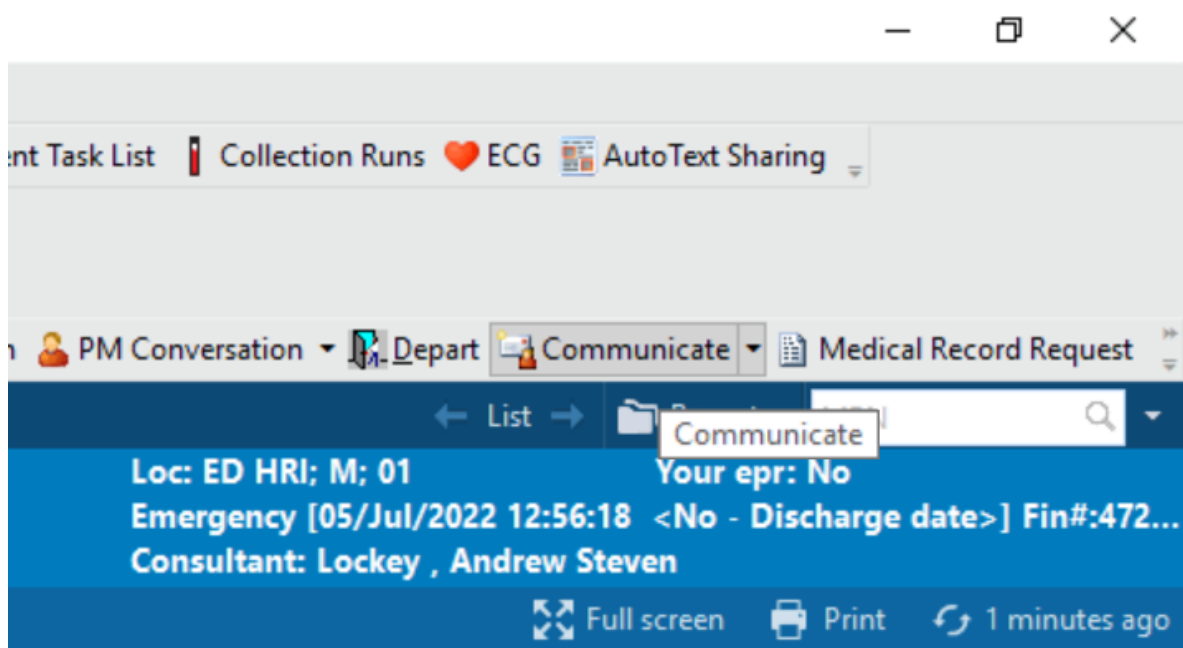 ent Task List Collection Runs ECG AutoText Sharing
PM Conversation Depart Communicate Medical Record Request
List
Communicate
Loc: ED HRI; M; 01 Your epr: No
Emergency [05/Jul/2022 12:56:18 <No - Discharge date>] Fin#:472...
Consultant: Lockey , Andrew Steven
Full screen Print 1 minutes ago